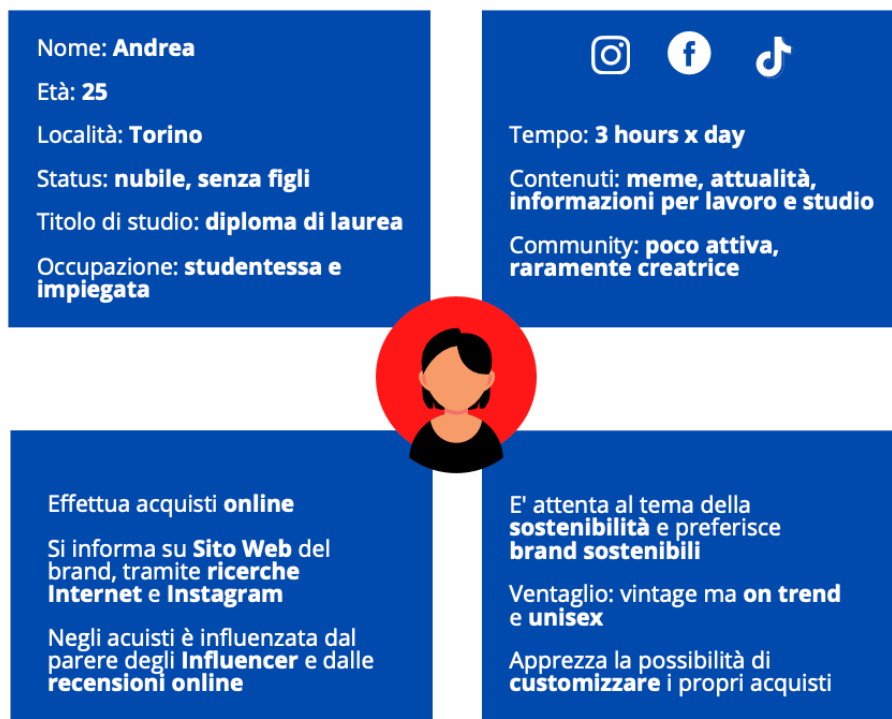 Nome: Andrea
Età: 25
Località: Torino
Status: nubile, senza figli
Titolo di studio: diploma di laurea
Occupazione: studentessa e
impiegata
Tempo: 3 hours x day
Contenuti: meme, attualità,
informazioni per lavoro e studio
Community: poco attiva,
raramente creatrice
Effettua acquisti online
Si informa su Sito Web del
brand, tramite ricerche
Internet e Instagram
Negli acuisti è influenzata dal
parere degli Influencer e dalle
recensioni online
E' attenta al tema della
sostenibilità e preferisce
brand sostenibili
Ventaglio: vintage ma on trend
e unisex
Apprezza la possibilità di
customizzare i propri acquisti